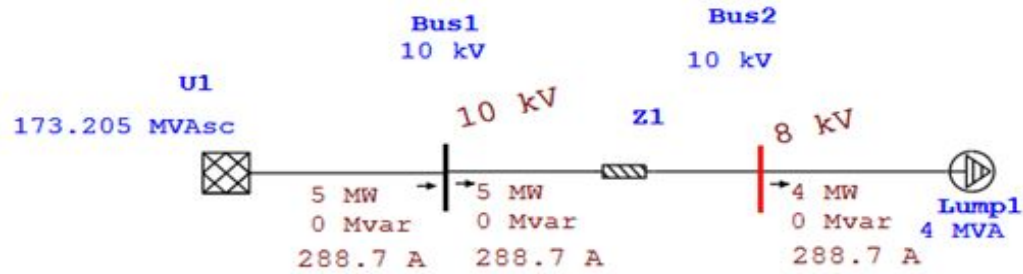 Bus1
10 kV
Bus2
10 kV
U1
173.205 MVAsc
10 kV
Z1
8 kV
5 MW
0 Mvar
288.7 A
5 MW
0 Mvar
288.7 A
4 MW
0 Mvar
288.7 A
Lump1
4 MVA